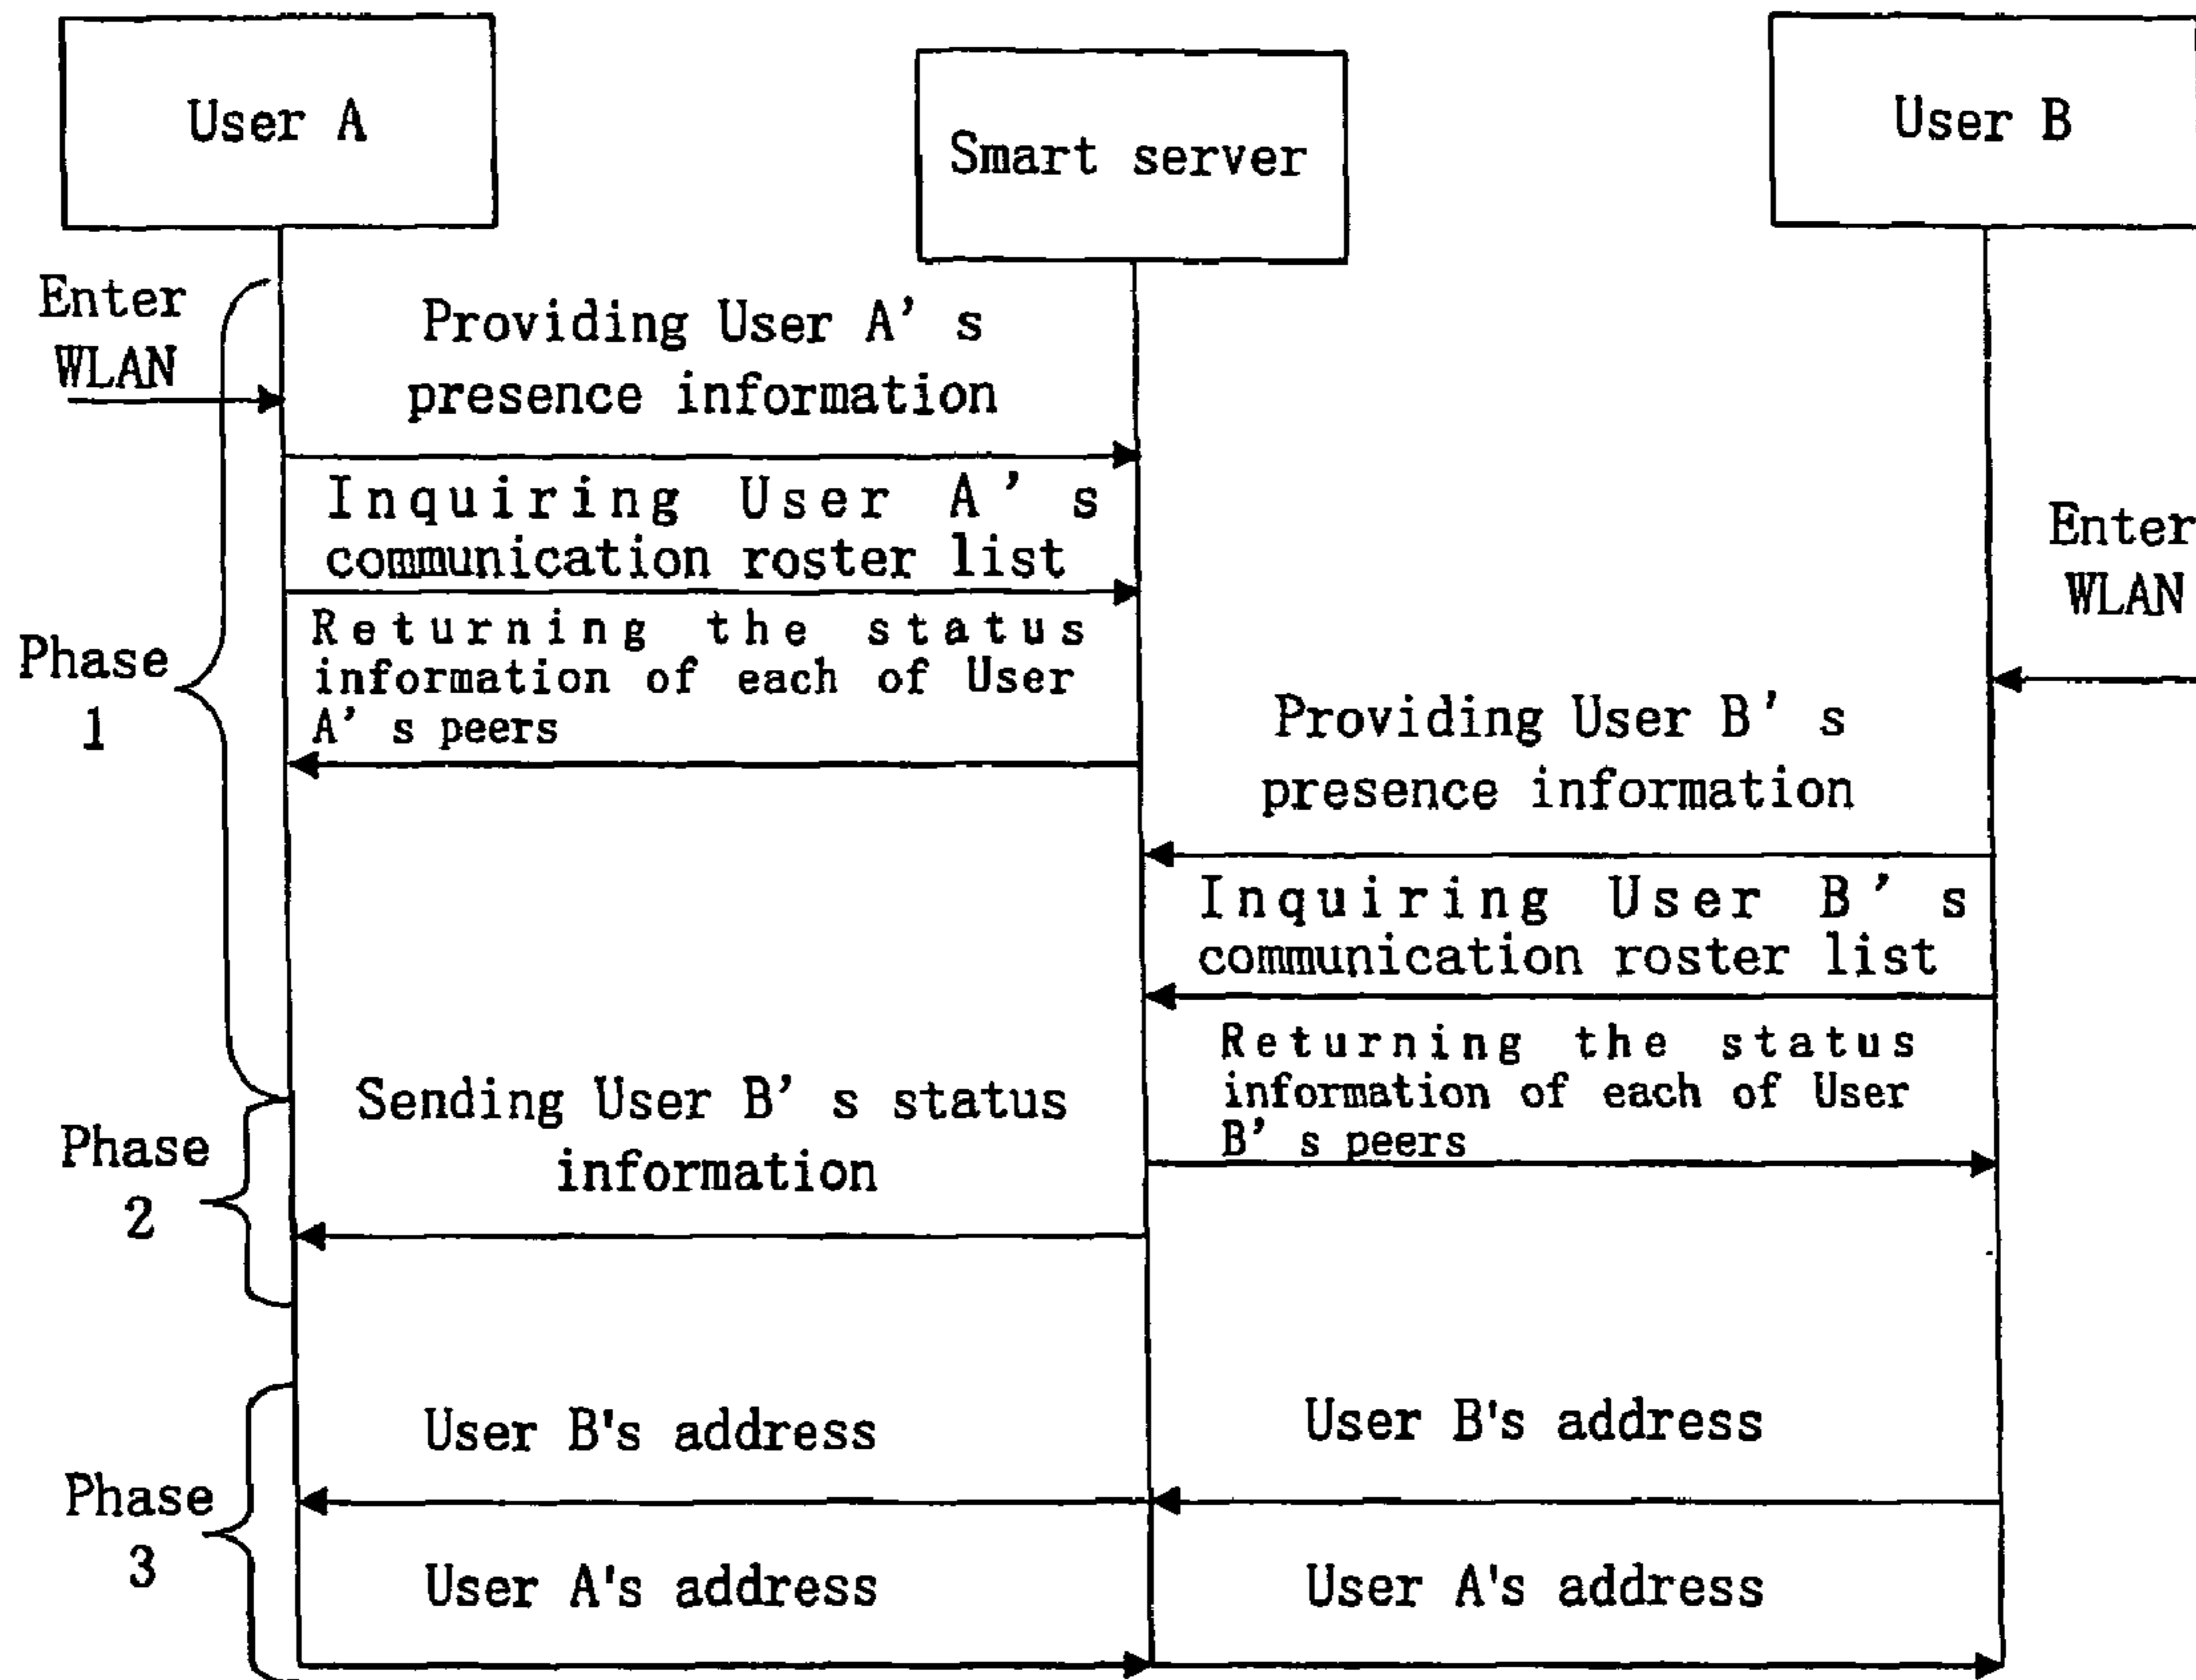 User A
Smart server
User B
Enter
WLAN
Providing User A's
presence information
Inquiring User A's
communication roster list
Returning the status
information of each of User
A's peers
Phase
1
Enter
WLAN
Providing User B's
presence information
Inquiring User B's
communication roster list
Returning the status
information of each of User
B's peers
Sending User B's status
information
Phase
2
User B's address
User B's address
Phase
3
User A's address
User A's address